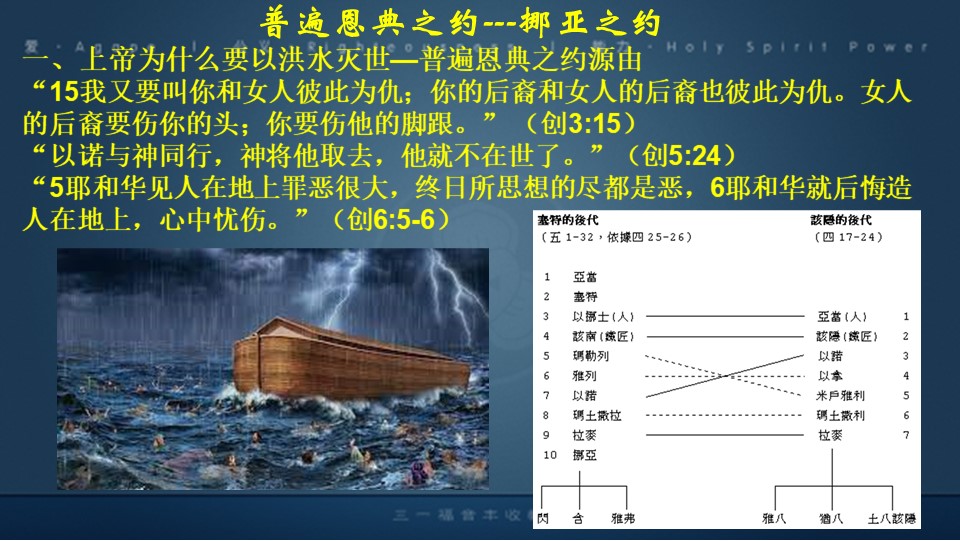 普遍恩典之约---挪亚之约
爱·Agape Righteousness Holy Spirit Power
一、上帝为什么要以洪水灭世—普遍恩典之约源由
“15我又要叫你和女人彼此为仇；你的后裔和女人的后裔也彼此为仇。女人
的后裔要伤你的头；你要伤他的脚跟。”（创3:15）
“以诺与神同行，神将他取去，他就不在世了。”（创5:24）
“5耶和华见人在地上罪恶很大，终日所思想的尽都是恶，6耶和华就后悔造
人在地上，心中忧伤。” （创6:5-6）
塞特的後代 該隱的後代
（五 1-32，依據四 25-26） （四 17-24）
1 亞當
2 塞特
3 以挪士(人) 亞當(人) 1
4 該南(鐵匠) 該隱(鐵匠) 2
5 瑪勒列 以諾 3
6 雅列 以拿 4
7 以諾 米戶雅利 5
8 瑪土撒拉 瑪土撒利 6
9 拉麥 拉麥 7
10 挪亞
閃 含 雅弗 雅八 猶八 土八該隱
三一福音丰收